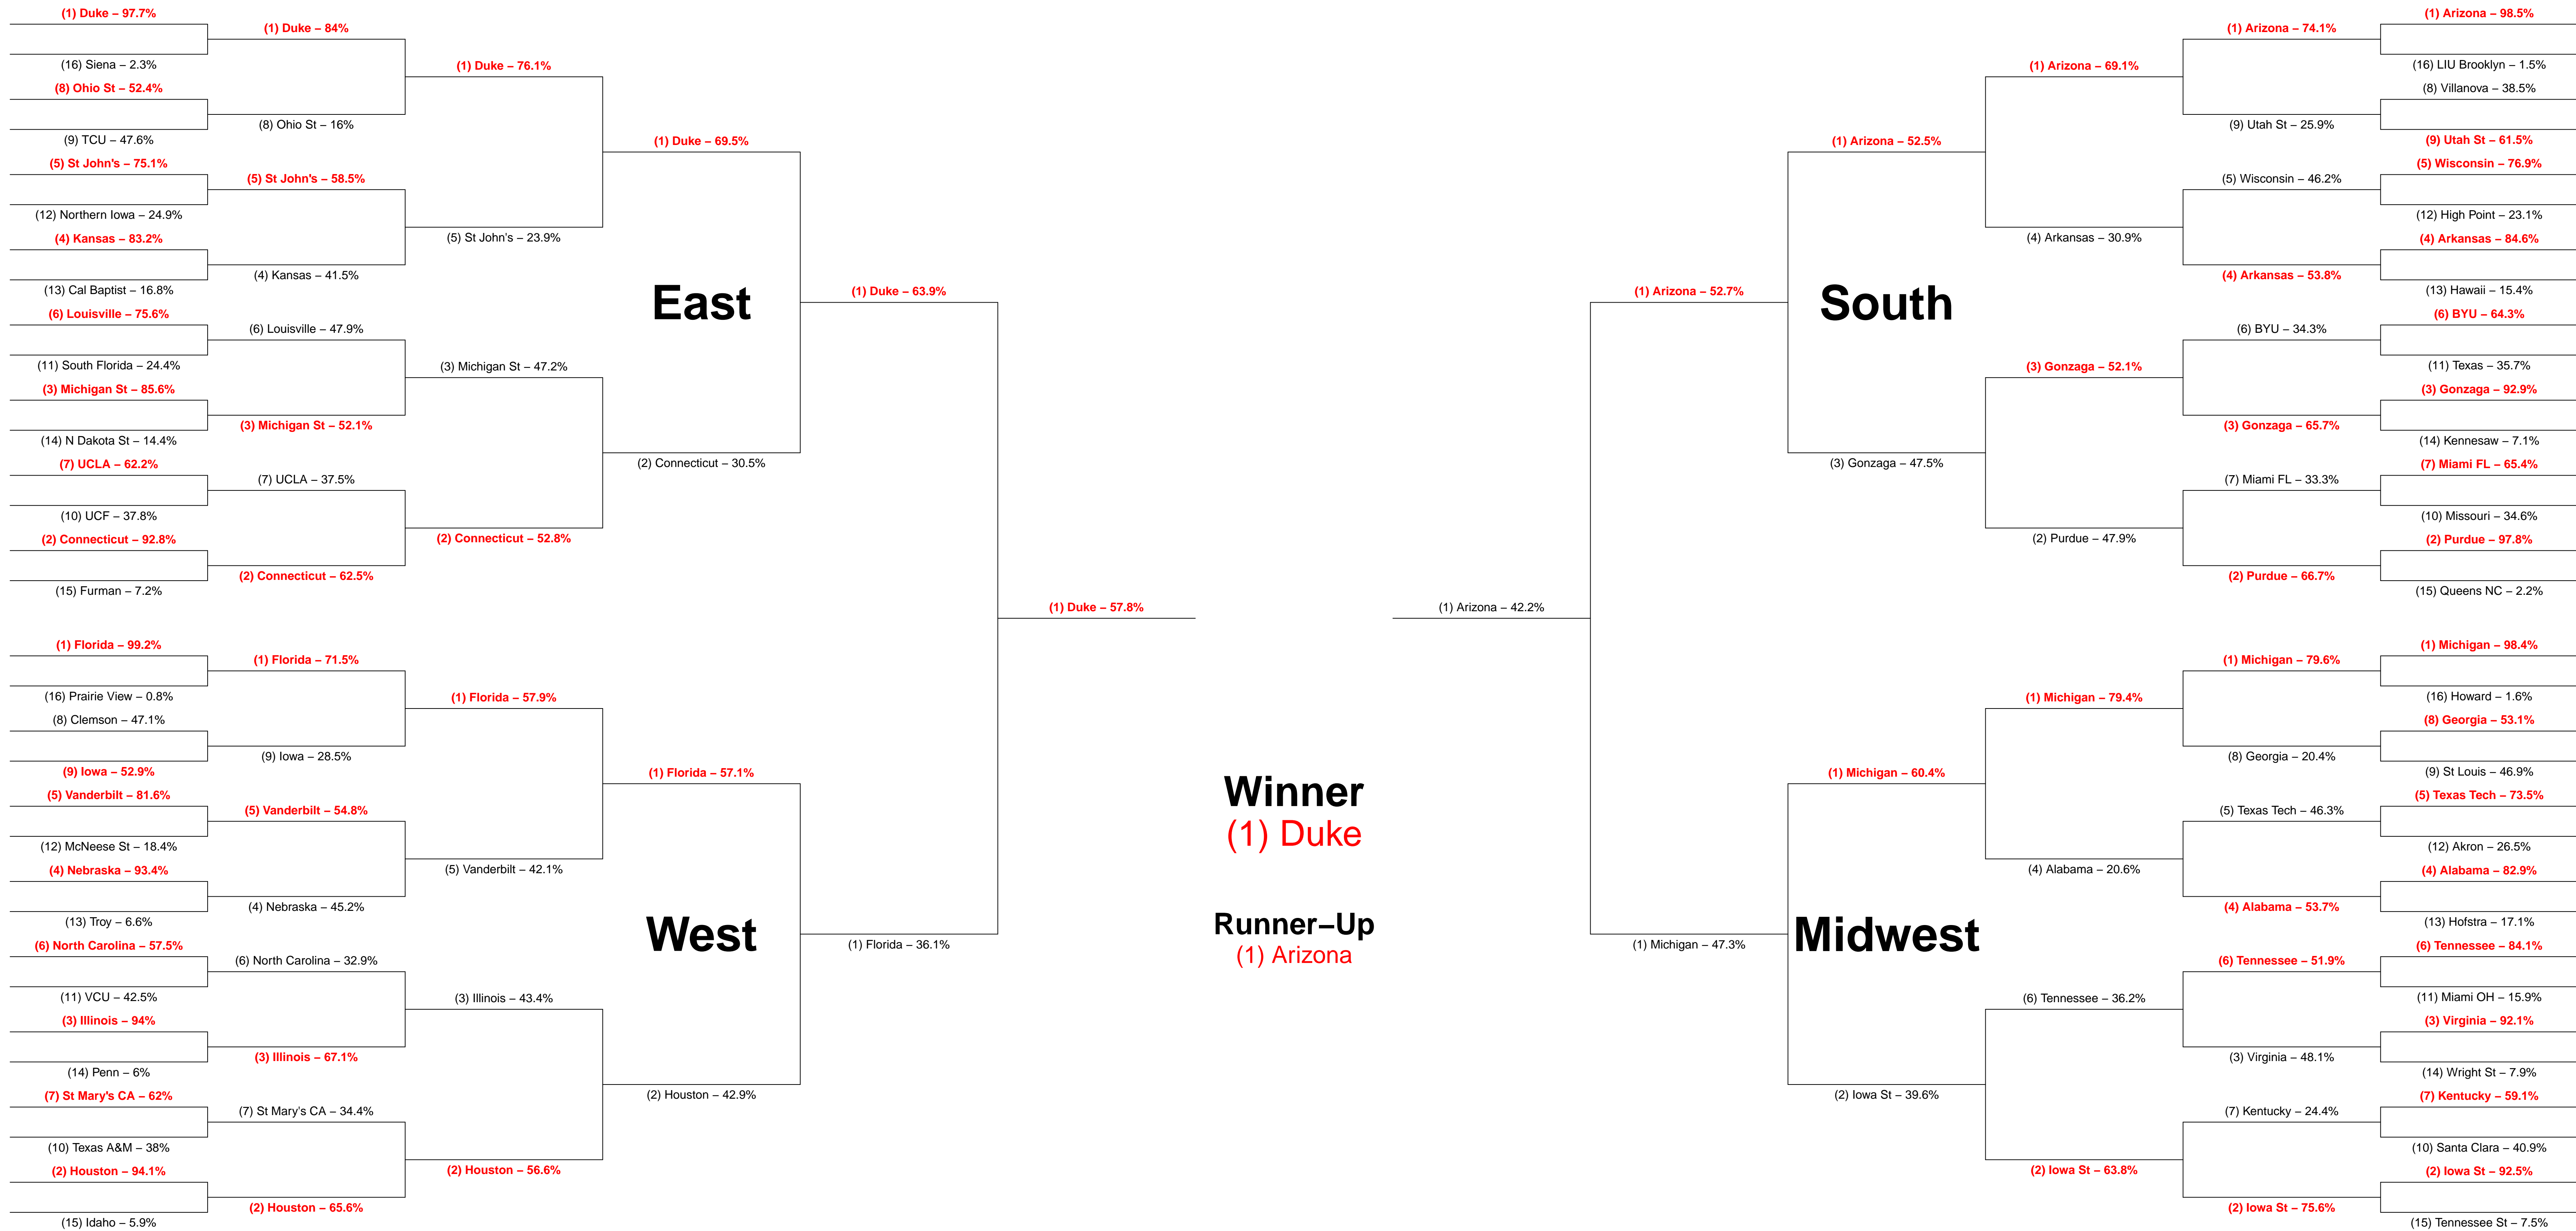 (1) Duke – 97.7%
(16) Siena – 2.3%
(8) Ohio St – 52.4%
(9) TCU – 47.6%
(5) St John's – 75.1%
(12) Northern Iowa – 24.9%
(4) Kansas – 83.2%
(13) Cal Baptist – 16.8%
(6) Louisville – 75.6%
(11) South Florida – 24.4%
(3) Michigan St – 85.6%
(14) N Dakota St – 14.4%
(7) UCLA – 62.2%
(10) UCF – 37.8%
(2) Connecticut – 92.8%
(15) Furman – 7.2%
(1) Florida – 99.2%
(16) Prairie View – 0.8%
(8) Clemson – 47.1%
(9) Iowa – 52.9%
(5) Vanderbilt – 81.6%
(12) McNeese St – 18.4%
(4) Nebraska – 93.4%
(13) Troy – 6.6%
(6) North Carolina – 57.5%
(11) VCU – 42.5%
(3) Illinois – 94%
(14) Penn – 6%
(7) St Mary's CA – 62%
(10) Texas A&M – 38%
(2) Houston – 94.1%
(15) Idaho – 5.9%
(1) Duke – 84%
(8) Ohio St – 16%
(5) St John's – 58.5%
(4) Kansas – 41.5%
(6) Louisville – 47.9%
(3) Michigan St – 52.1%
(7) UCLA – 37.5%
(2) Connecticut – 62.5%
(1) Florida – 71.5%
(9) Iowa – 28.5%
(5) Vanderbilt – 54.8%
(4) Nebraska – 45.2%
(6) North Carolina – 32.9%
(3) Illinois – 67.1%
(7) St Mary's CA – 34.4%
(2) Houston – 65.6%
(1) Duke – 76.1%
(5) St John's – 23.9%
(3) Michigan St – 47.2%
(2) Connecticut – 52.8%
(1) Florida – 57.9%
(5) Vanderbilt – 42.1%
(3) Illinois – 43.4%
(2) Houston – 56.6%
(1) Duke – 69.5%
East
(2) Connecticut – 30.5%
(1) Florida – 57.1%
West
(2) Houston – 42.9%
(1) Duke – 63.9%
(1) Florida – 36.1%
(1) Duke – 57.8%
Winner
(1) Duke
Runner–Up
(1) Arizona
(1) Arizona – 42.2%
(1) Arizona – 52.7%
(1) Michigan – 47.3%
(1) Arizona – 52.5%
South
(3) Gonzaga – 47.5%
(1) Michigan – 60.4%
Midwest
(2) Iowa St – 39.6%
(1) Arizona – 69.1%
(4) Arkansas – 30.9%
(3) Gonzaga – 52.1%
(2) Purdue – 47.9%
(1) Michigan – 79.4%
(4) Alabama – 20.6%
(6) Tennessee – 36.2%
(2) Iowa St – 63.8%
(1) Arizona – 74.1%
(9) Utah St – 25.9%
(5) Wisconsin – 46.2%
(4) Arkansas – 53.8%
(6) BYU – 34.3%
(3) Gonzaga – 65.7%
(7) Miami FL – 33.3%
(2) Purdue – 66.7%
(1) Michigan – 79.6%
(8) Georgia – 20.4%
(5) Texas Tech – 46.3%
(4) Alabama – 53.7%
(6) Tennessee – 51.9%
(3) Virginia – 48.1%
(7) Kentucky – 24.4%
(2) Iowa St – 75.6%
(1) Arizona – 98.5%
(16) LIU Brooklyn – 1.5%
(8) Villanova – 38.5%
(9) Utah St – 61.5%
(5) Wisconsin – 76.9%
(12) High Point – 23.1%
(4) Arkansas – 84.6%
(13) Hawaii – 15.4%
(6) BYU – 64.3%
(11) Texas – 35.7%
(3) Gonzaga – 92.9%
(14) Kennesaw – 7.1%
(7) Miami FL – 65.4%
(10) Missouri – 34.6%
(2) Purdue – 97.8%
(15) Queens NC – 2.2%
(1) Michigan – 98.4%
(16) Howard – 1.6%
(8) Georgia – 53.1%
(9) St Louis – 46.9%
(5) Texas Tech – 73.5%
(12) Akron – 26.5%
(4) Alabama – 82.9%
(13) Hofstra – 17.1%
(6) Tennessee – 84.1%
(11) Miami OH – 15.9%
(3) Virginia – 92.1%
(14) Wright St – 7.9%
(7) Kentucky – 59.1%
(10) Santa Clara – 40.9%
(2) Iowa St – 92.5%
(15) Tennessee St – 7.5%